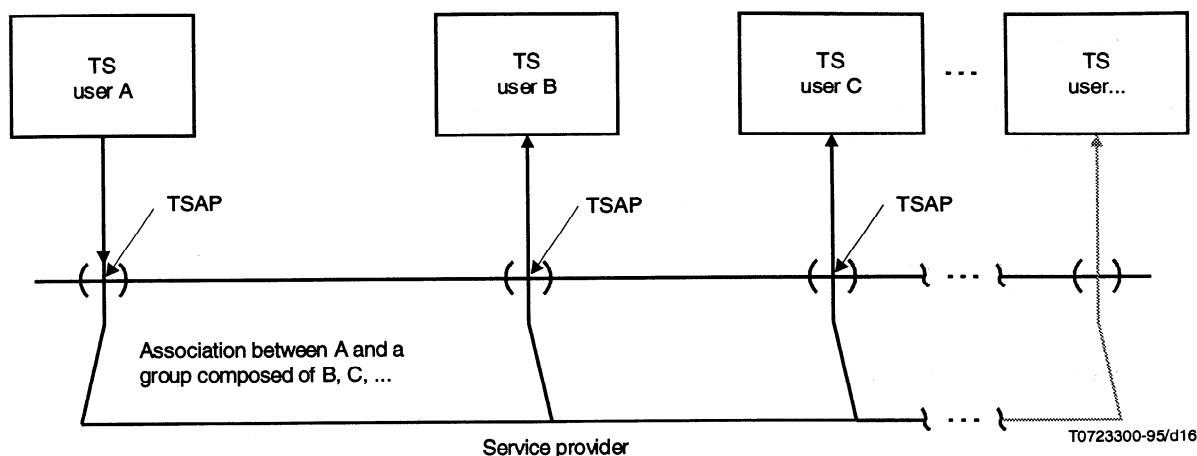 TS
user A
TS
user B
TS
user C
...
TS
user...
TSAP
TSAP
TSAP
...
Association between A and a
group composed of B, C, ...
...
Service provider
T0723300-95/d16